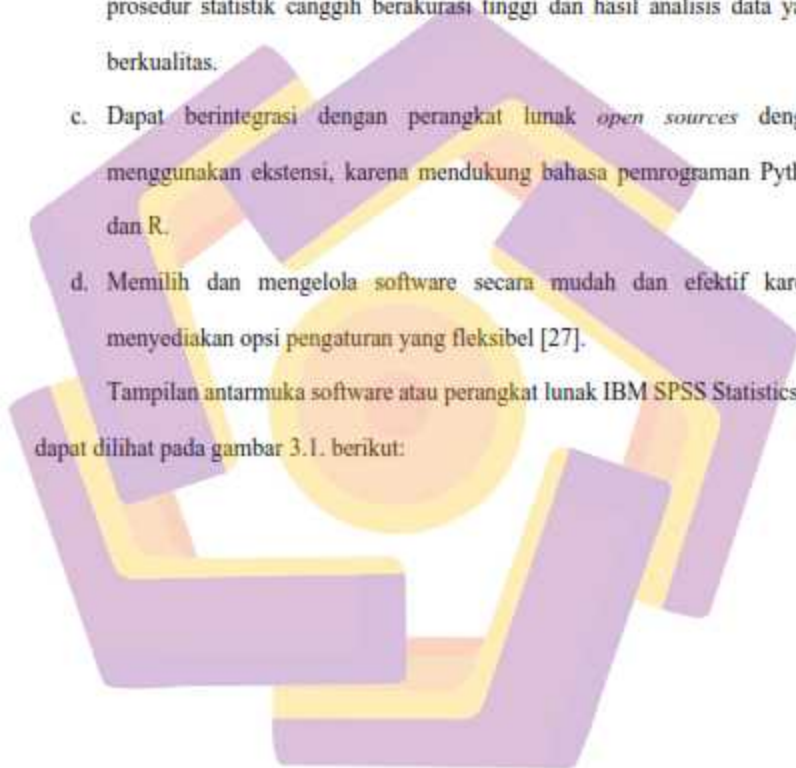 prosedur statistik canggih berakurasi tinggi dan hasil analisis data
berkualitas.
c. Dapat berintegrasi dengan perangkat lunak open sources
menggunakan ekstensi, karena mendukung bahasa pemrograman
dan R.
d. Memilih dan mengelola software secara mudah dan efektif
menyediakan opsi pengaturan yang fleksibel [27].
Tampilan antarmuka software atau perangkat lunak IBM SPSS Statistics
dapat dilihat pada gambar 3.1. berikut: